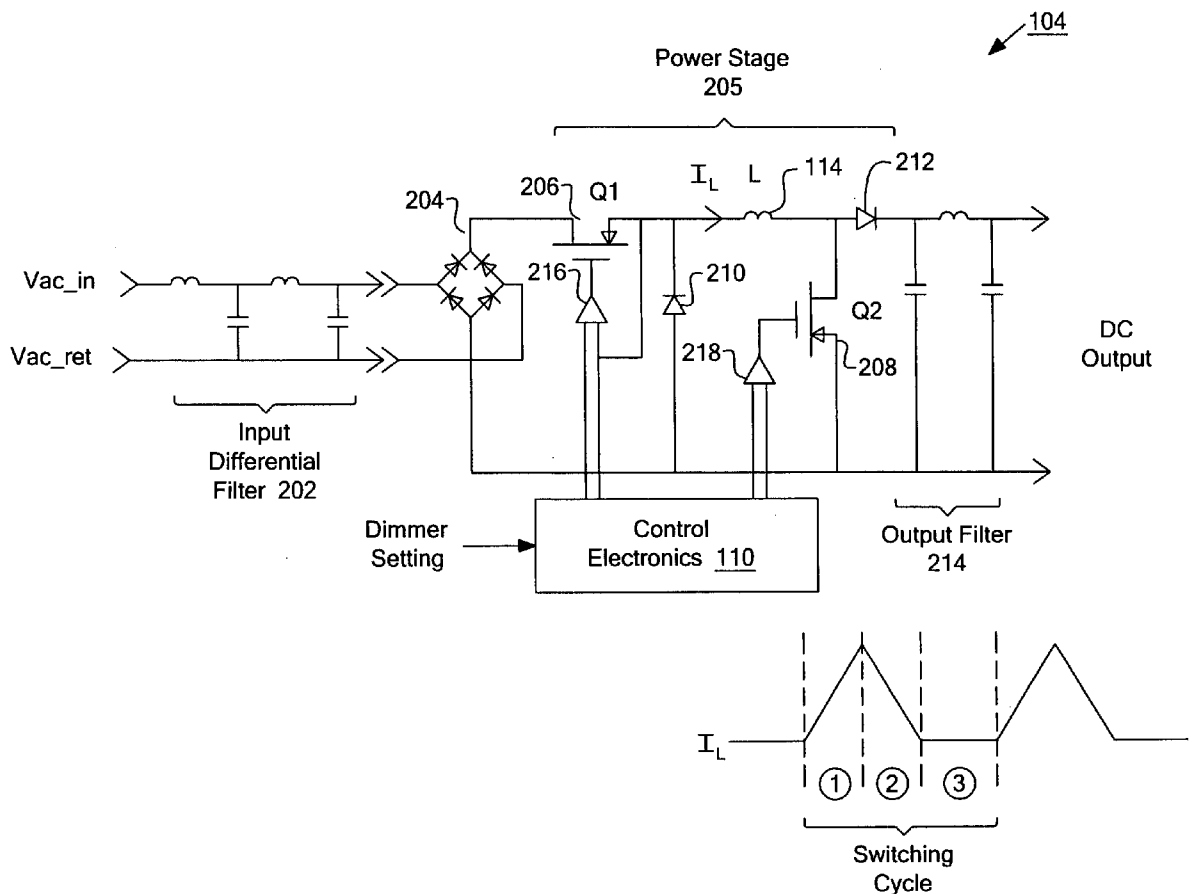 104
Power Stage
205
I_L L 114 212
206 Q1
204
Vac_in
216
210
Q2
Vac_ret
218
208
DC
Output
Input
Differential
Filter 202
Dimmer
Setting
Control
Electronics 110
Output Filter
214
I_L
① ② ③
Switching
Cycle